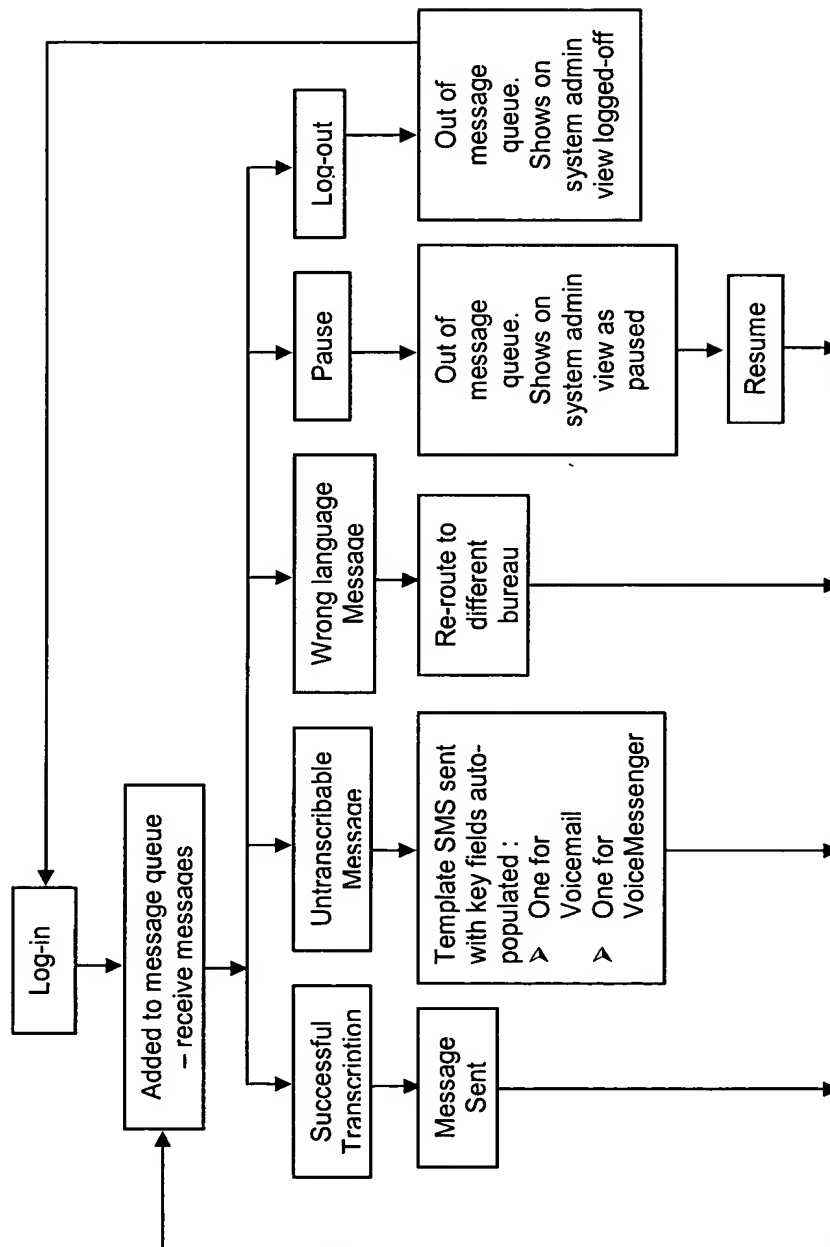 Log-in
Added to message queue
– receive messages
Successful
Transcription
Untranscribable
Message
Wrong language
Message
Pause
Log-out
Message
Sent
Template SMS sent
with key fields auto-
populated :
➢ One for
Voicemail
➢ One for
VoiceMessenger
Re-route to
different
bureau
Out of
message
queue.
Shows on
system admin
view as
paused
Out of
message
queue.
Shows on
system admin
view logged-off
Resume